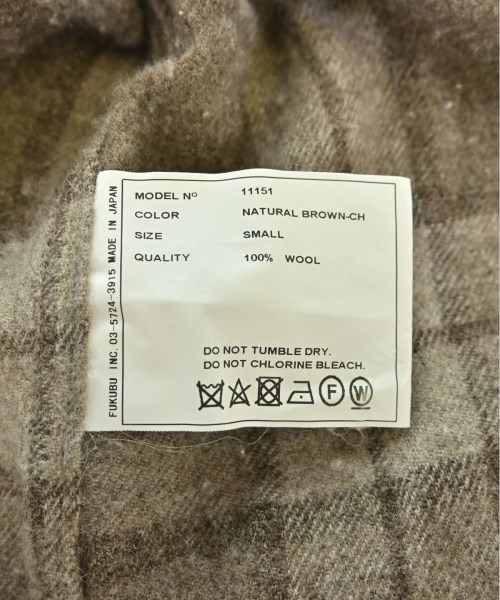 MODEL Nº 11151
COLOR NATURAL BROWN-CH
SIZE SMALL
QUALITY 100% WOOL
DO NOT TUMBLE DRY.
DO NOT CHLORINE BLEACH.
F W
FUKUBU INC. 03-5724-3915 MADE IN JAPAN